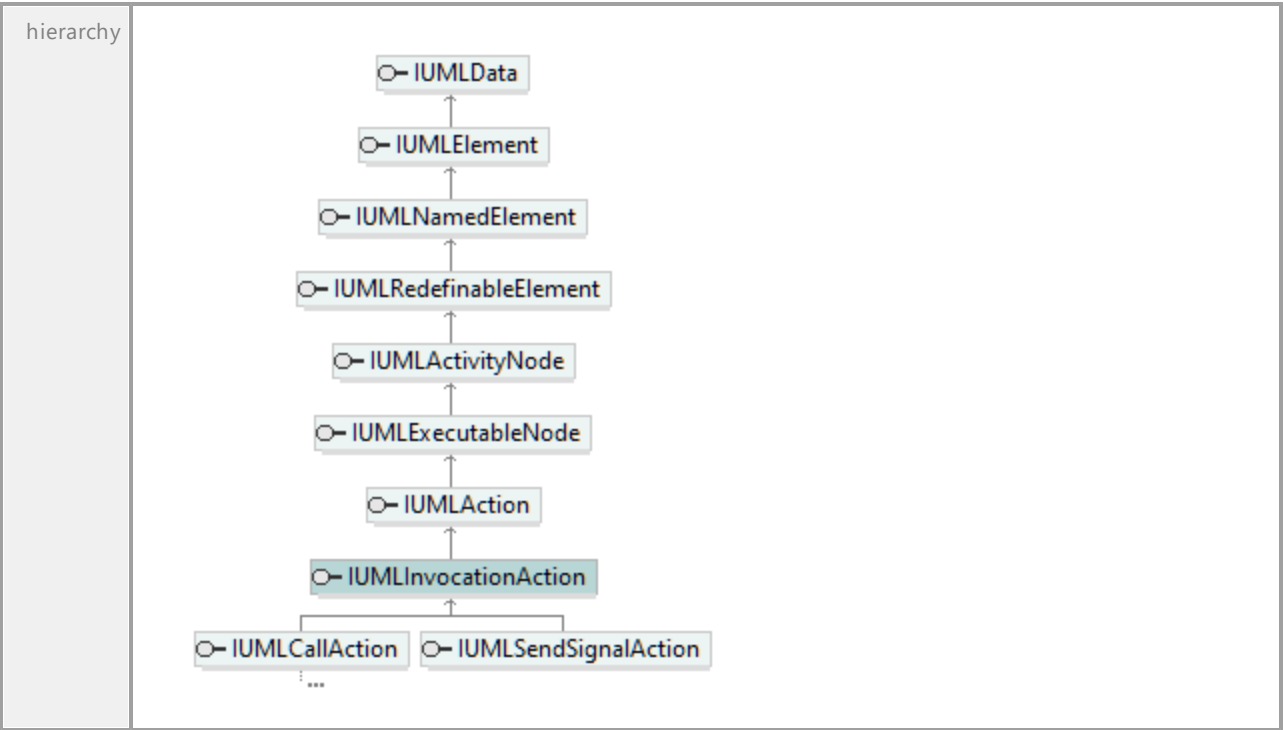 hierarchy
IUMLData
IUMLElement
IUMLNamedElement
IUMLRedefinableElement
IUMLActivityNode
IUMLExecutableNode
IUMLAction
IUMLInvocationAction
IUMLCallAction IUMLSendSignalAction
...